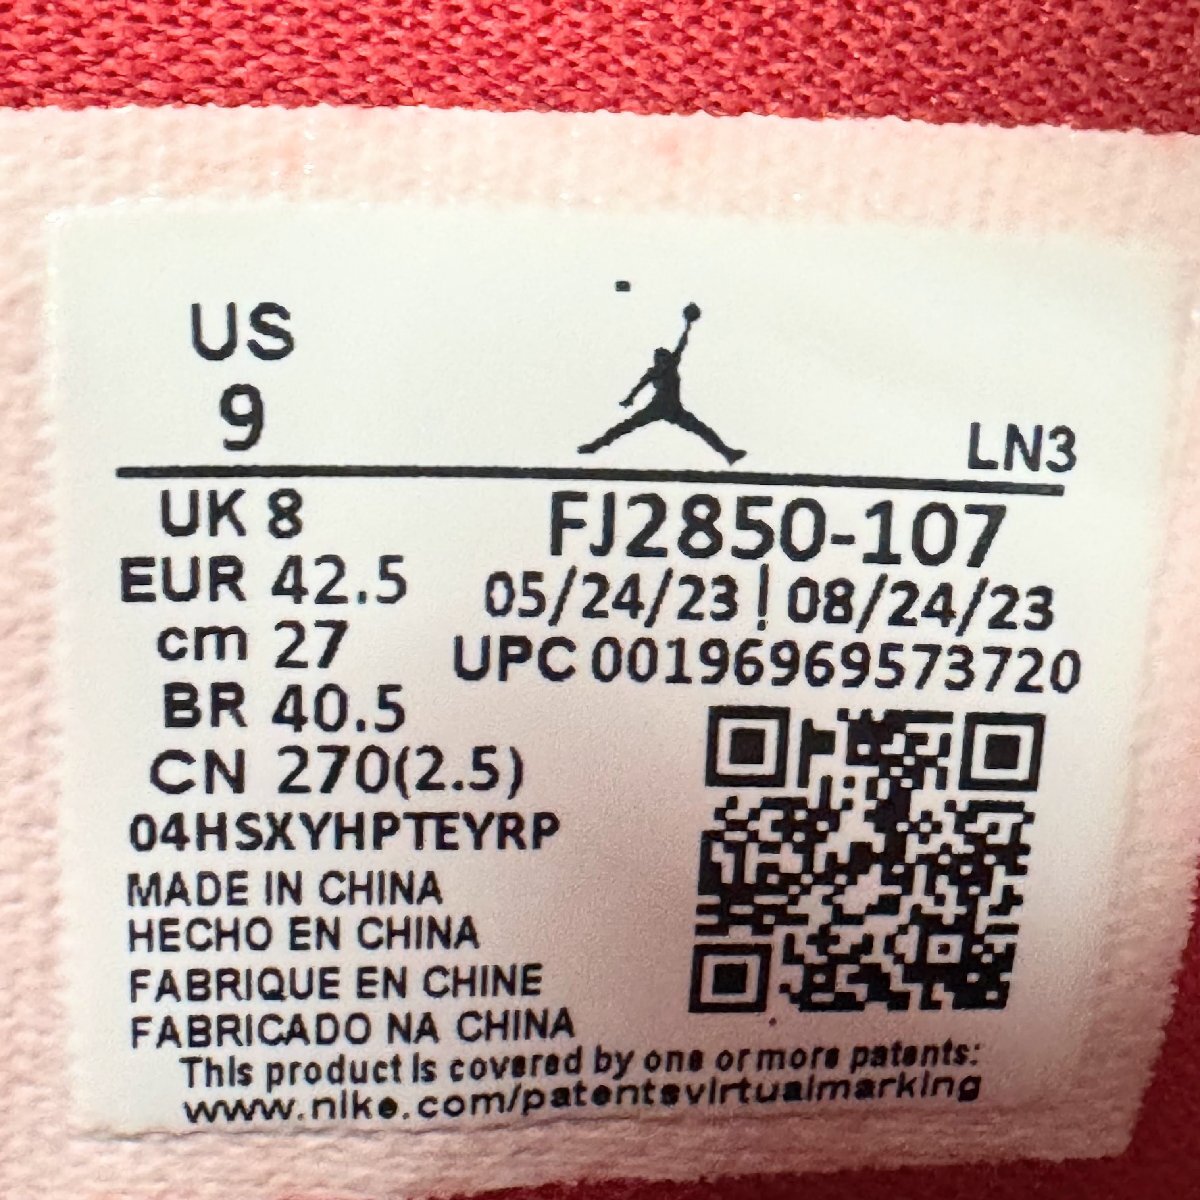 US
9
LN3
UK 8
EUR 42.5
cm 27
BR 40.5
CN 270(2.5)
FJ2850-107
05/24/23 | 08/24/23
UPC 00196969573720
04HSXYHPTEYRP
MADE IN CHINA
HECHO EN CHINA
FABRIQUE EN CHINE
FABRICADO NA CHINA
This product is covered by one or more patents:
www.nike.com/patentsvirtualmarking